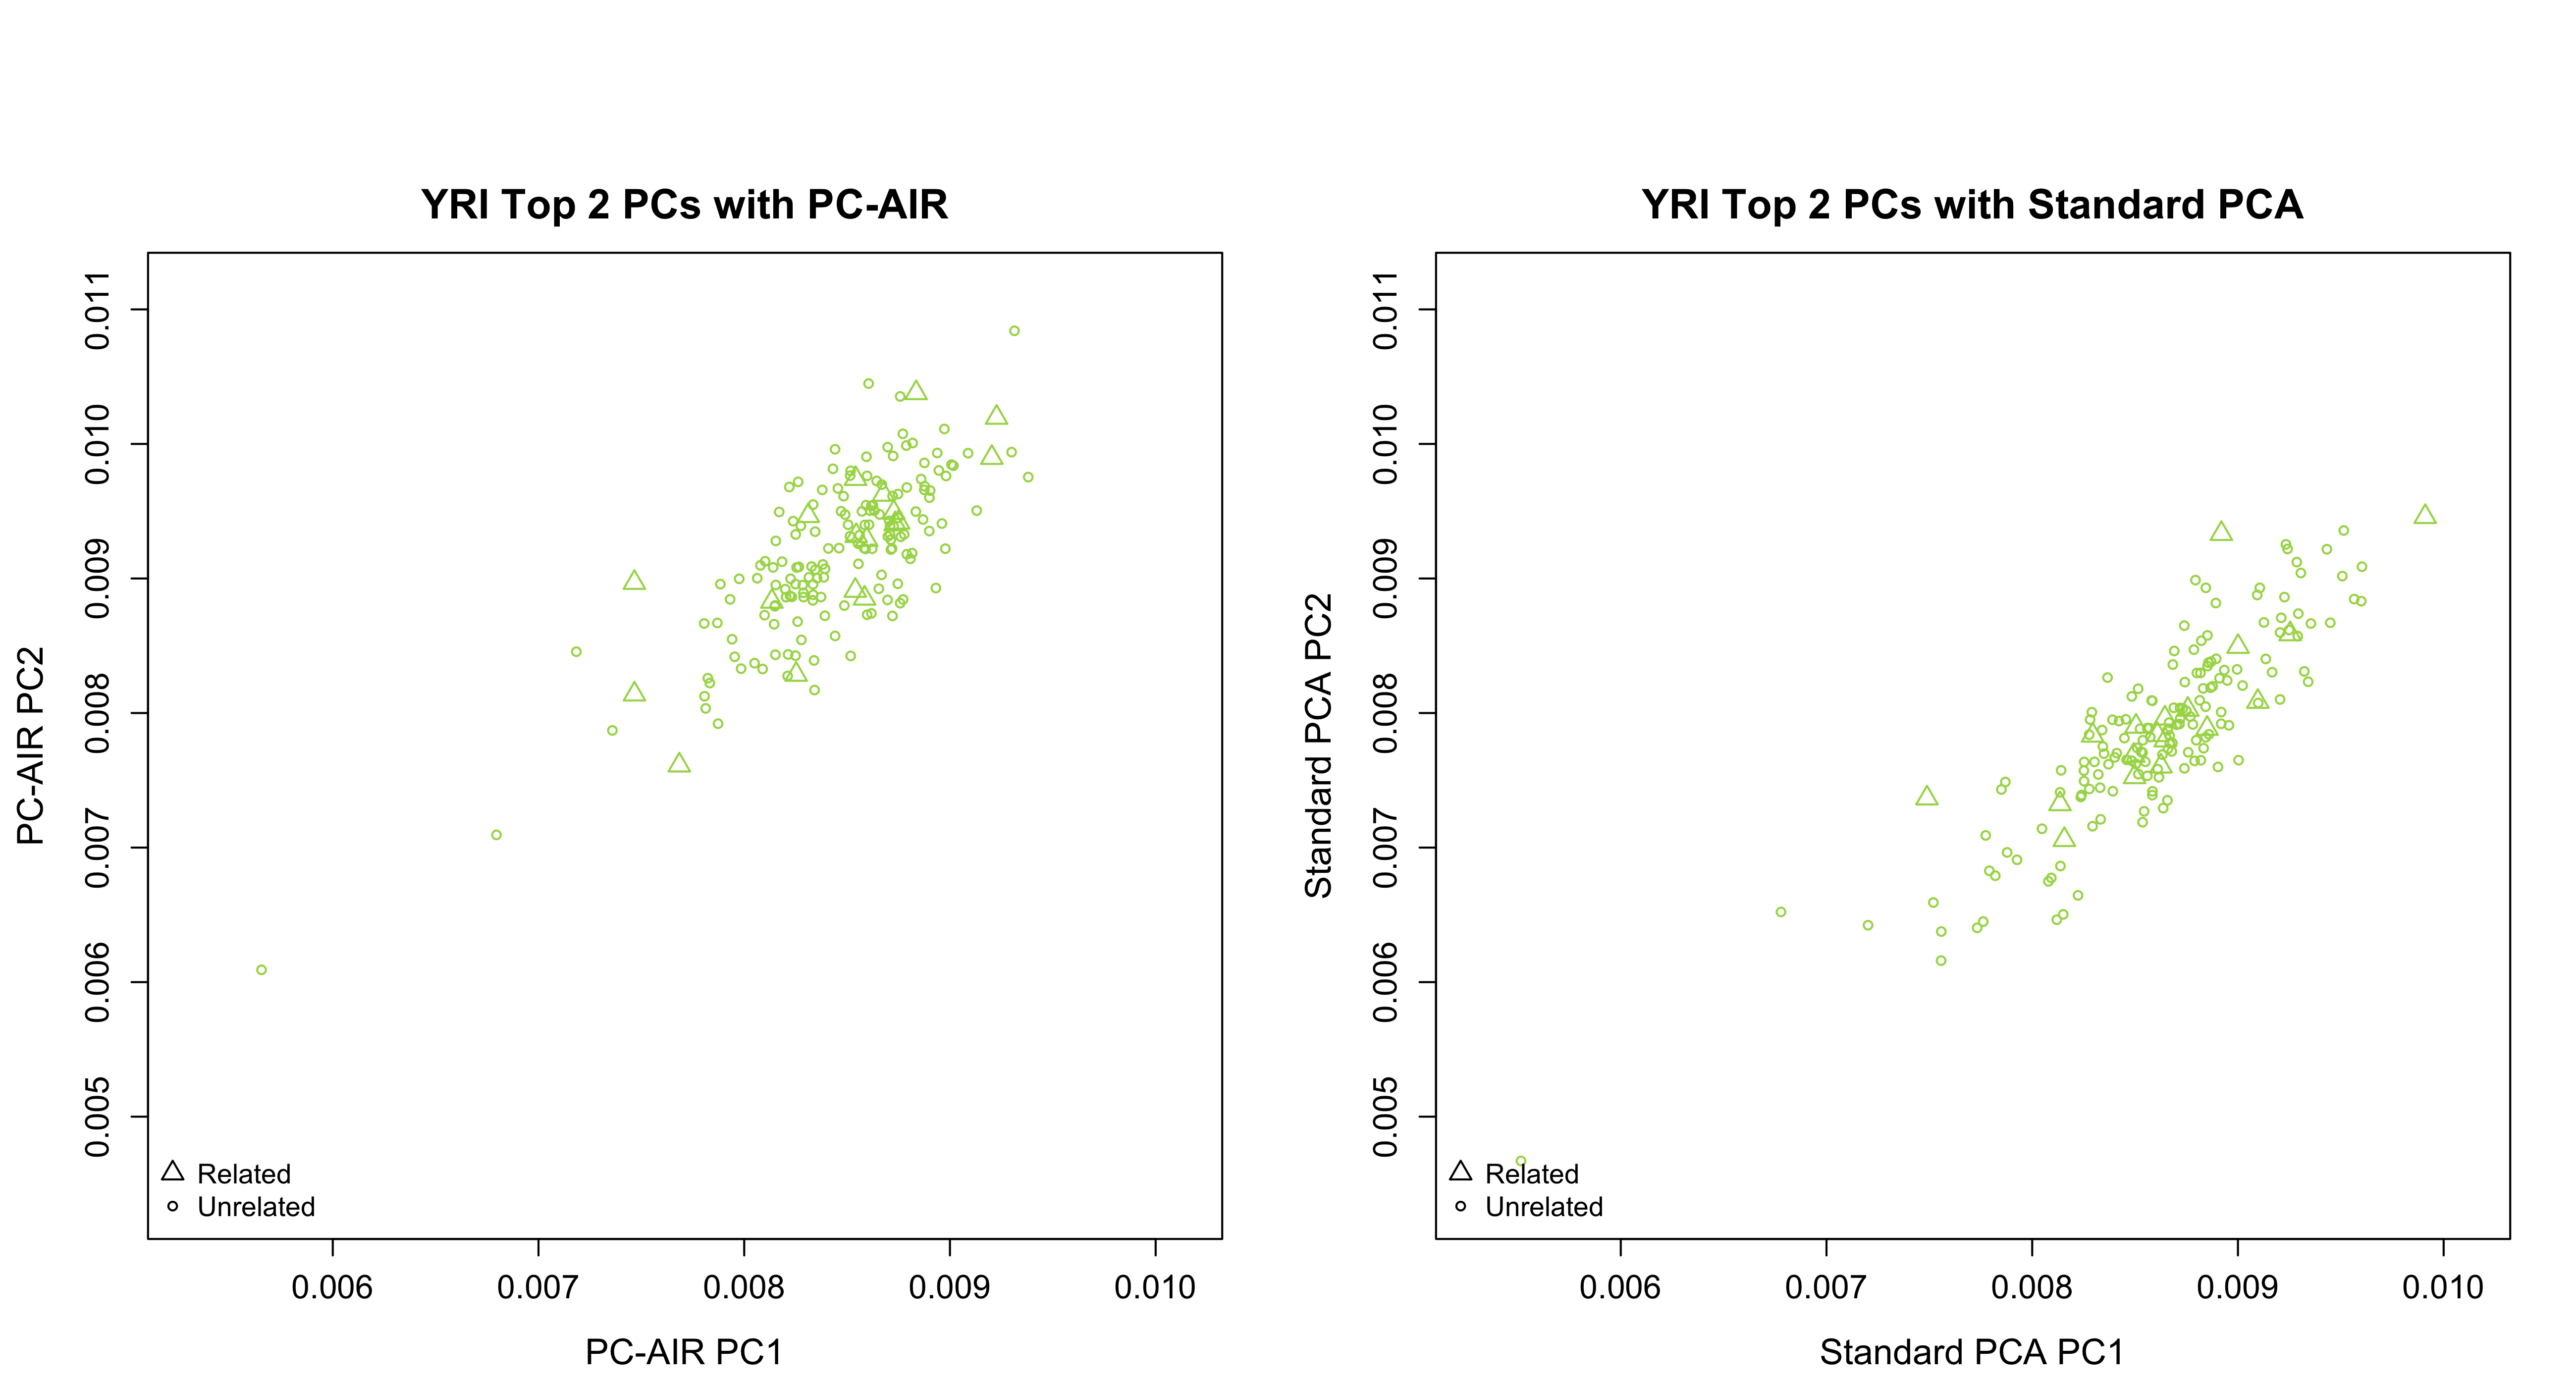 YRI Top 2 PCs with PC-AIR
PC-AIR PC2
0.011
0.010
0.009
0.008
0.007
0.006
0.005
Related
Unrelated
0.006 0.007 0.008 0.009 0.010
PC-AIR PC1
YRI Top 2 PCs with Standard PCA
Standard PCA PC2
0.011
0.010
0.009
0.008
0.007
0.006
0.005
Related
Unrelated
0.006 0.007 0.008 0.009 0.010
Standard PCA PC1